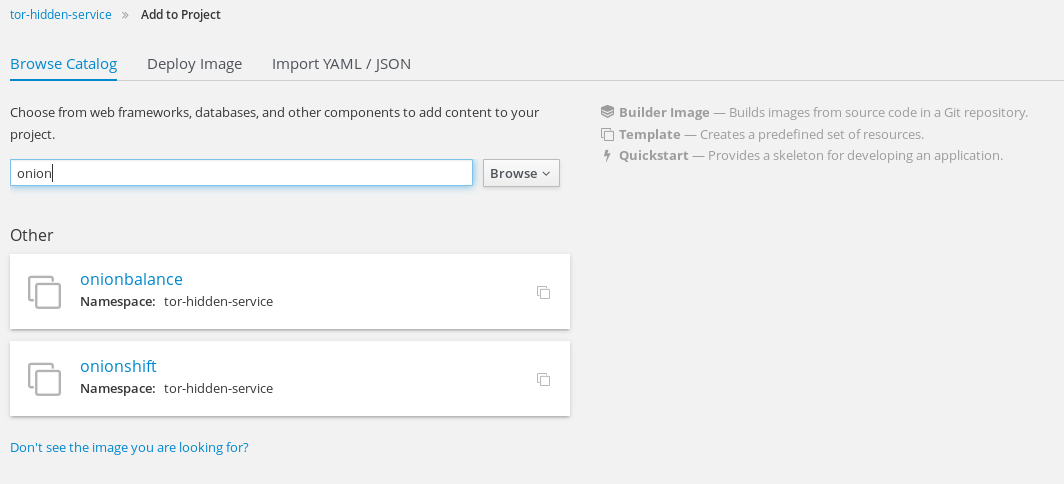 tor-hidden-service » Add to Project
Browse Catalog Deploy Image Import YAML / JSON
Choose from web frameworks, databases, and other components to add content to your
project.
onion
Browse
Builder Image — Builds images from source code in a Git repository.
Template — Creates a predefined set of resources.
Quickstart — Provides a skeleton for developing an application.
Other
onionbalance
Namespace: tor-hidden-service
onionshift
Namespace: tor-hidden-service
Don't see the image you are looking for?